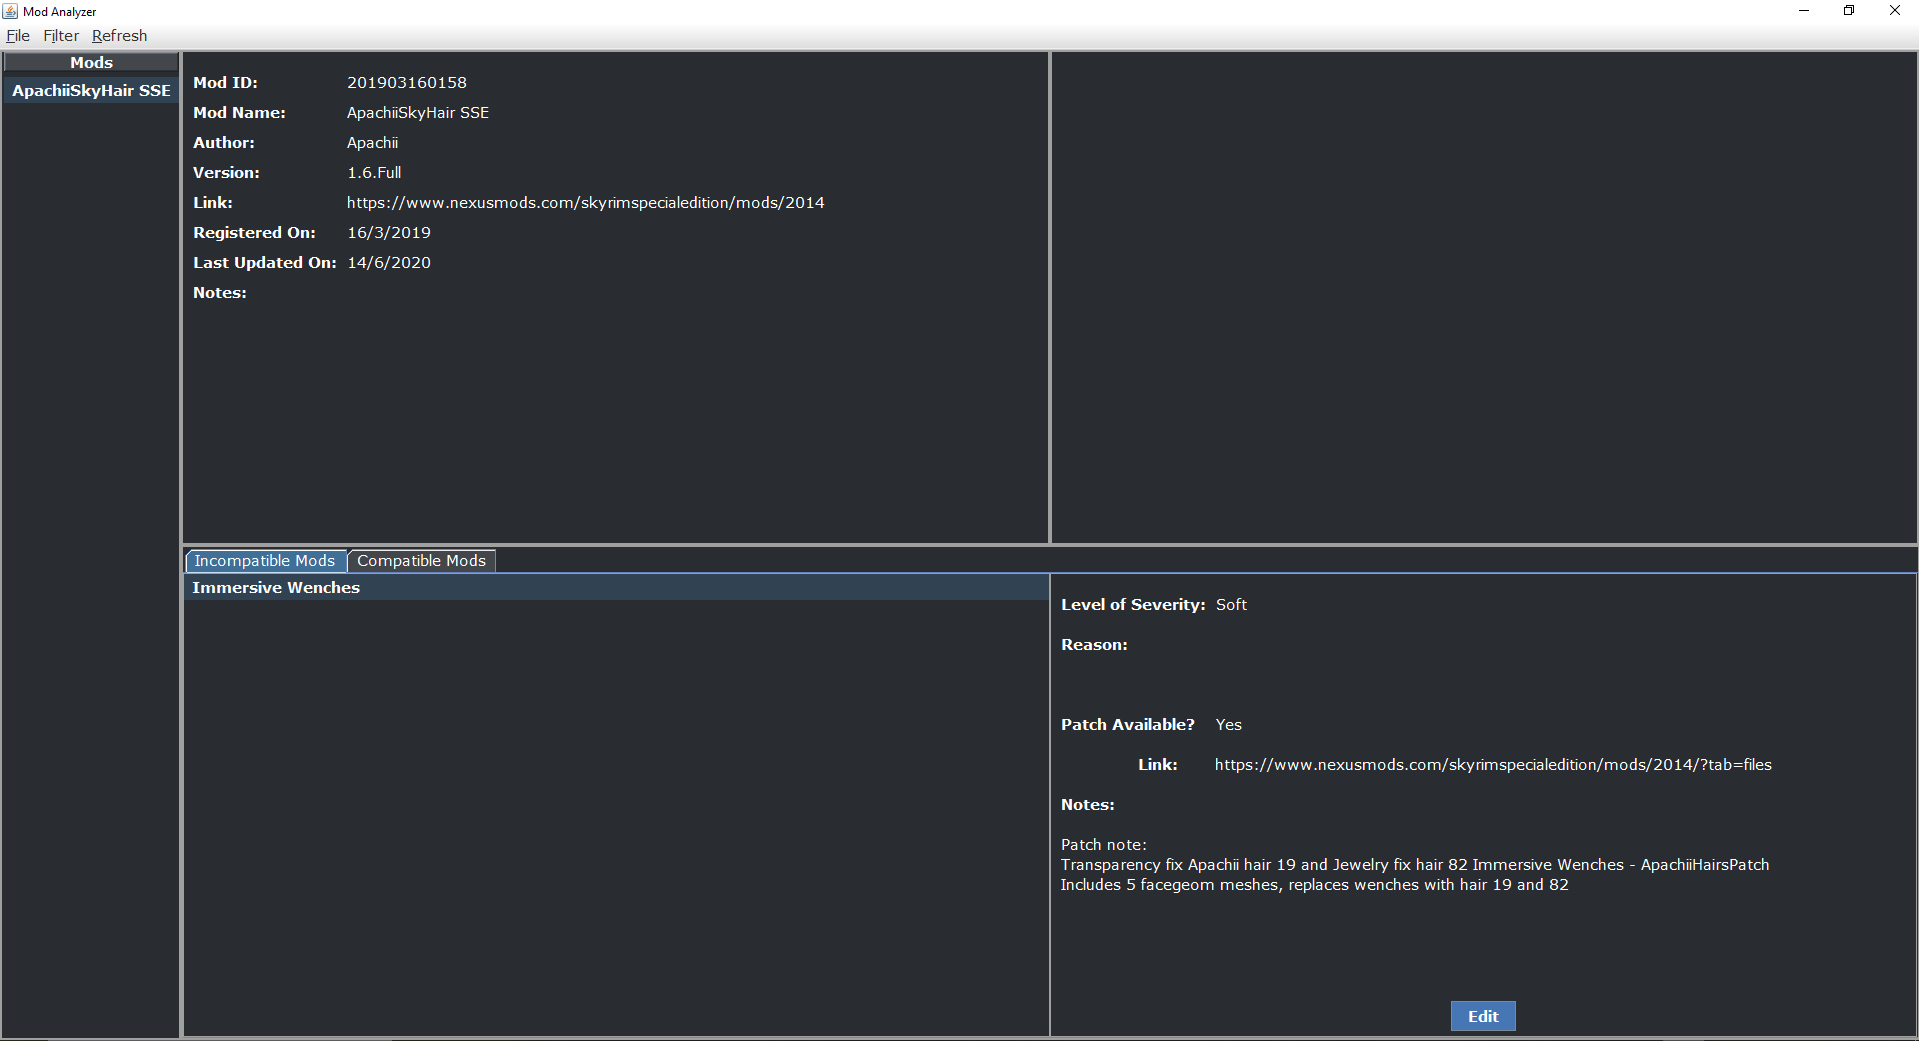 Mod Analyzer
File Filter Refresh
Mods
ApachiiSkyHair SSE
Mod ID: 201903160158
Mod Name: ApachiiSkyHair SSE
Author: Apachii
Version: 1.6.Full
Link: https://www.nexusmods.com/skyrimspecialedition/mods/2014
Registered On: 16/3/2019
Last Updated On: 14/6/2020
Notes:
Incompatible Mods Compatible Mods
Immersive Wenches
Level of Severity: Soft
Reason:
Patch Available? Yes
Link: https://www.nexusmods.com/skyrimspecialedition/mods/2014/?tab=files
Notes:
Patch note:
Transparency fix Apachii hair 19 and Jewelry fix hair 82 Immersive Wenches - ApachiiHairsPatch
Includes 5 facegeom meshes, replaces wenches with hair 19 and 82
Edit